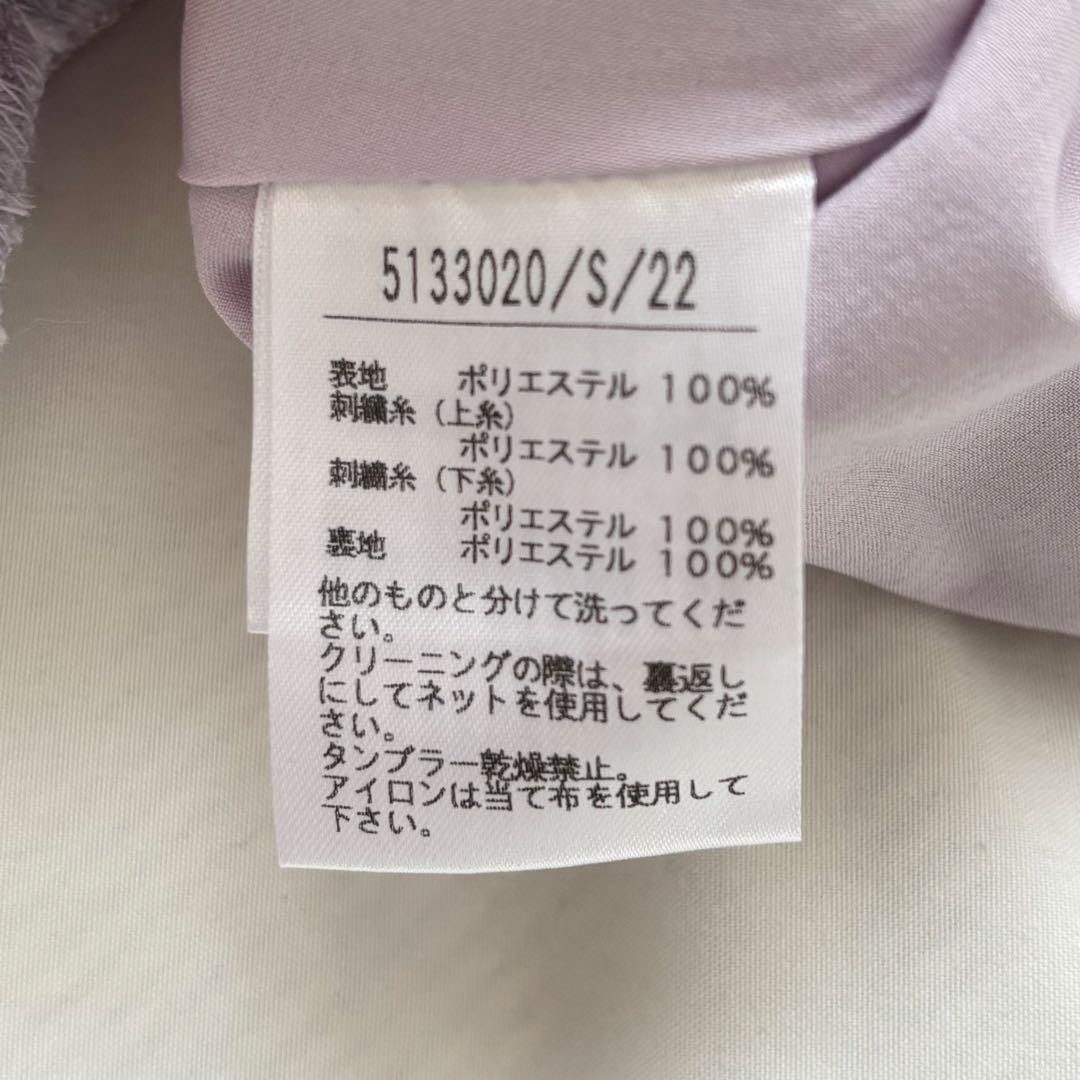 5133020/S/22
表地 ポリエステル 100%
刺繍糸(上糸)
ポリエステル 100%
刺繍糸(下糸)
ポリエステル 100%
裏地 ポリエステル 100%
他のものと分けて洗ってくだ
さい。
クリーニングの際は、裏返し
にしてネットを使用してくだ
さい。
タンブラー乾燥禁止。
アイロンは当て布を使用して
下さい。